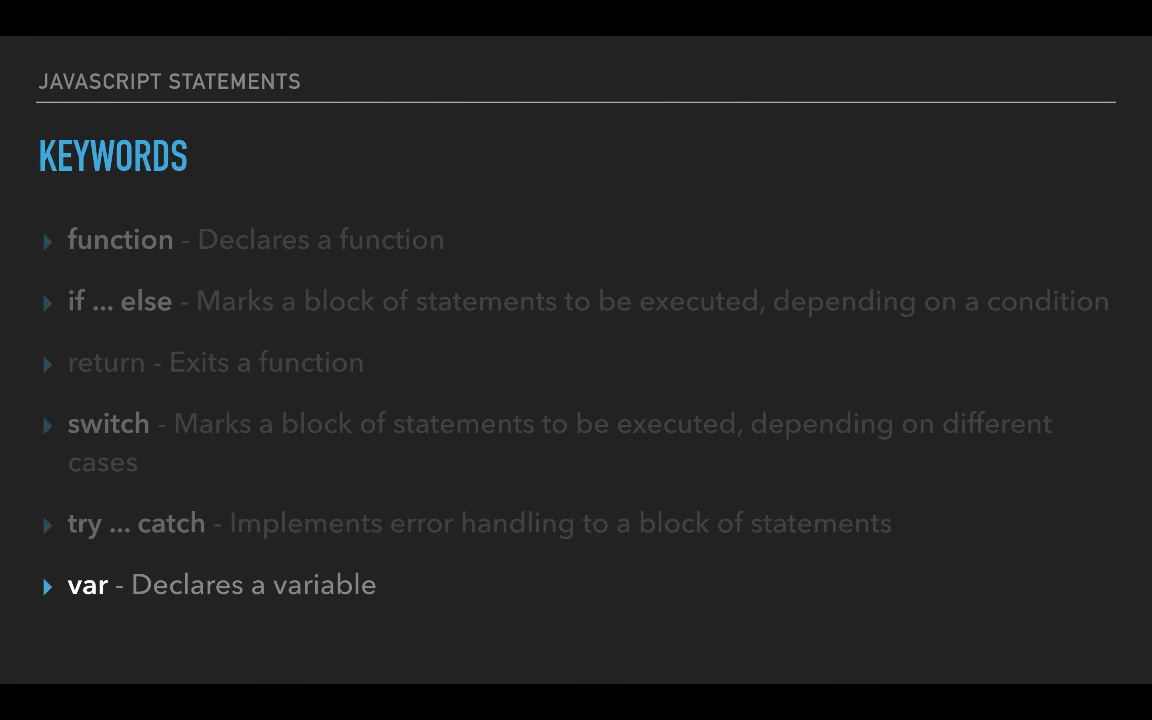 JAVASCRIPT STATEMENTS
KEYWORDS
function - Declares a function
if ... else - Marks a block of statements to be executed, depending on a condition
return - Exits a function
switch - Marks a block of statements to be executed, depending on different
cases
try ... catch - Implements error handling to a block of statements
var - Declares a variable